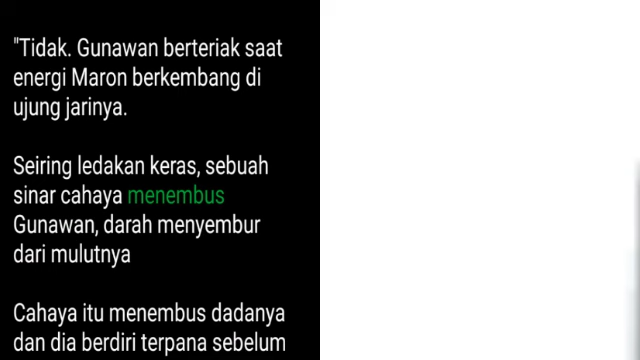 "Tidak. Gunawan berteriak saat
energi Maron berkembang di
ujung jarinya.
Seiring ledakan keras, sebuah
sinar cahaya menembus
Gunawan, darah menyembur
dari mulutnya
Cahaya itu menembus dadanya
dan dia berdiri terpana sebelum